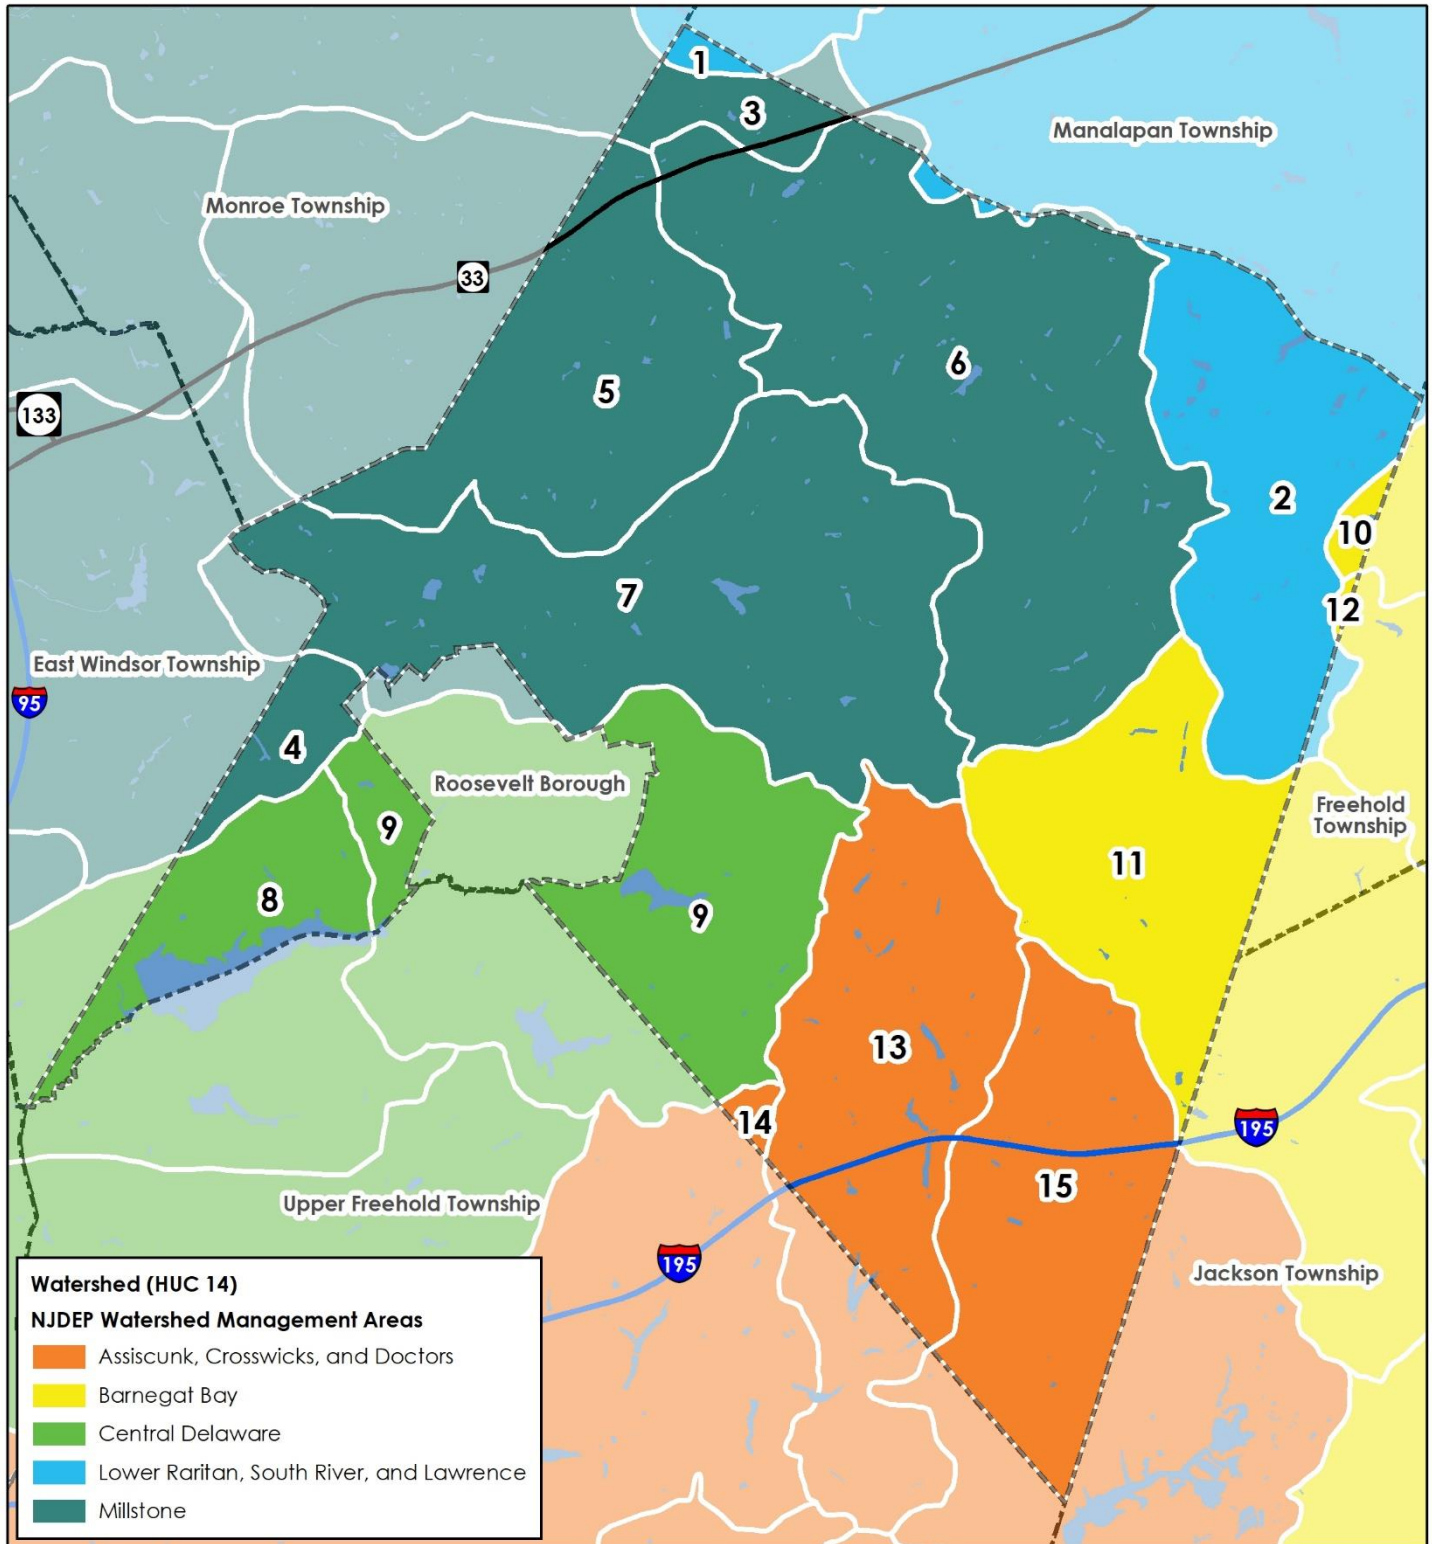 1
3
Manalapan Township
Monroe Township
33
6
5
133
2
10
7
12
East Windsor Township
95
4
Roosevelt Borough
Freehold
Township
9
11
8
9
13
14
195
15
Upper Freehold Township
195
Jackson Township
Watershed (HUC 14)
NJDEP Watershed Management Areas
Assiscunk, Crosswicks, and Doctors
Barnegat Bay
Central Delaware
Lower Raritan, South River, and Lawrence
Millstone